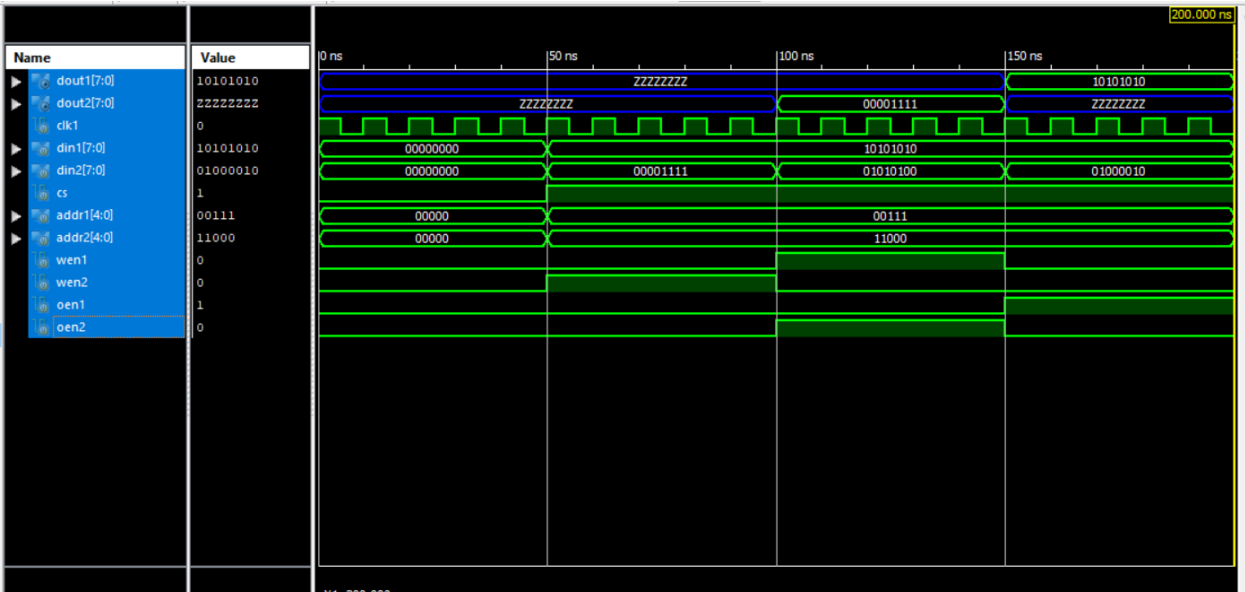 200.000 ns
Name Value
0 ns 50 ns 100 ns 150 ns
dout1[7:0] 10101010 ZZZZZZZZ 10101010
dout2[7:0] ZZZZZZZZ ZZZZZZZZ 00001111 ZZZZZZZZ
clk1 0
din1[7:0] 10101010 00000000 10101010
din2[7:0] 01000010 00000000 00001111 01010100 01000010
cs 1
addr1[4:0] 00111 00000 00111
addr2[4:0] 11000 00000 11000
wen1 0
wen2 0
oen1 1
oen2 0